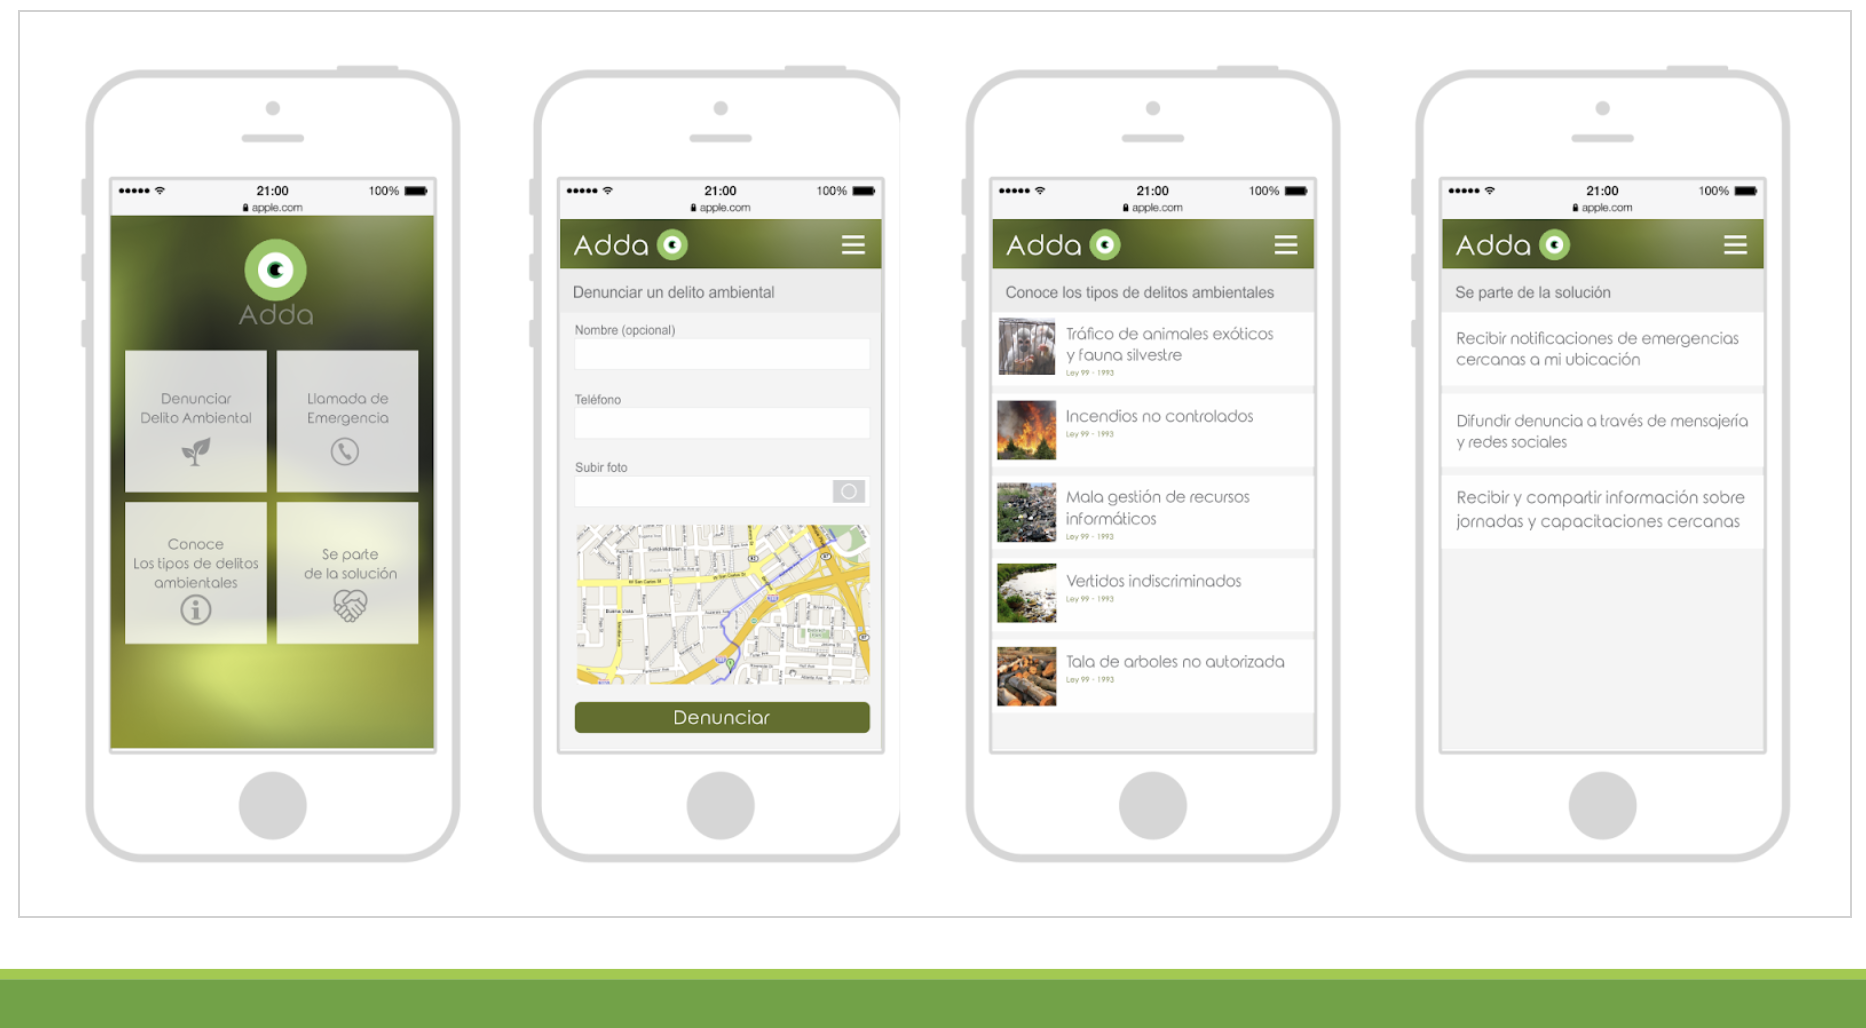 21:00
100%
apple.com
Adda
Denunciar
Delito Ambiental
Llamada de
Emergencia
Conoce
Los tipos de delitos
ambientales
Se parte
de la solución
21:00
100%
apple.com
Adda
Denunciar un delito ambiental
Nombre (opcional)
Teléfono
Subir foto
Buena Vista
Denunciar
21:00
100%
apple.com
Adda
Conoce los tipos de delitos ambientales
Tráfico de animales exóticos
y fauna silvestre
Ley 99 - 1993
Incendios no controlados
Ley 99 - 1993
Mala gestión de recursos
informáticos
Ley 99 - 1993
Vertidos indiscriminados
Ley 99 - 1993
Tala de arboles no autorizada
Ley 99 - 1993
21:00
100%
apple.com
Adda
Se parte de la solución
Recibir notificaciones de emergencias
cercanas a mi ubicación
Difundir denuncia a través de mensajería
y redes sociales
Recibir y compartir información sobre
jornadas y capacitaciones cercanas